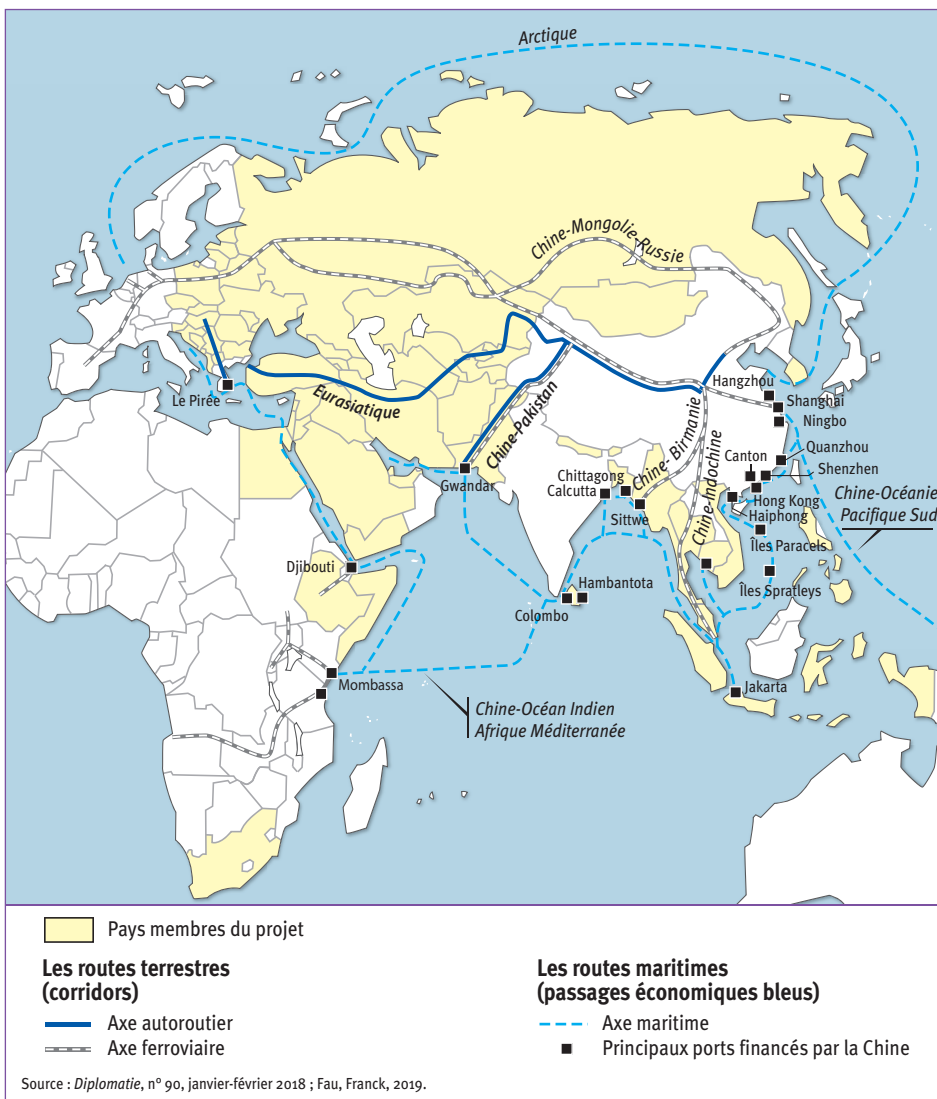 Arctique
Chine-Mongolie-Russie
Le Pirée
Eurasiatique
Chine-Pakistan
Gwandar
Chine- Birmanie
Chine-Indochine
Chittagong
Calcutta
Sittwe
Hangzhou
Shanghai
Ningbo
Quanzhou
Canton
Shenzhen
Hong Kong
Haiphong
Chine-Océanie
Pacifique Sud
Îles Paracels
Îles Spratleys
Djibouti
Hambantota
Colombo
Mombassa
Jakarta
Chine-Océan Indien
Afrique Méditerranée
Pays membres du projet
Les routes terrestres
(corridors)
Axe autoroutier
Axe ferroviaire
Les routes maritimes
(passages économiques bleus)
Axe maritime
Principaux ports financés par la Chine
Source : Diplomatie, n° 90, janvier-février 2018 ; Fau, Franck, 2019.